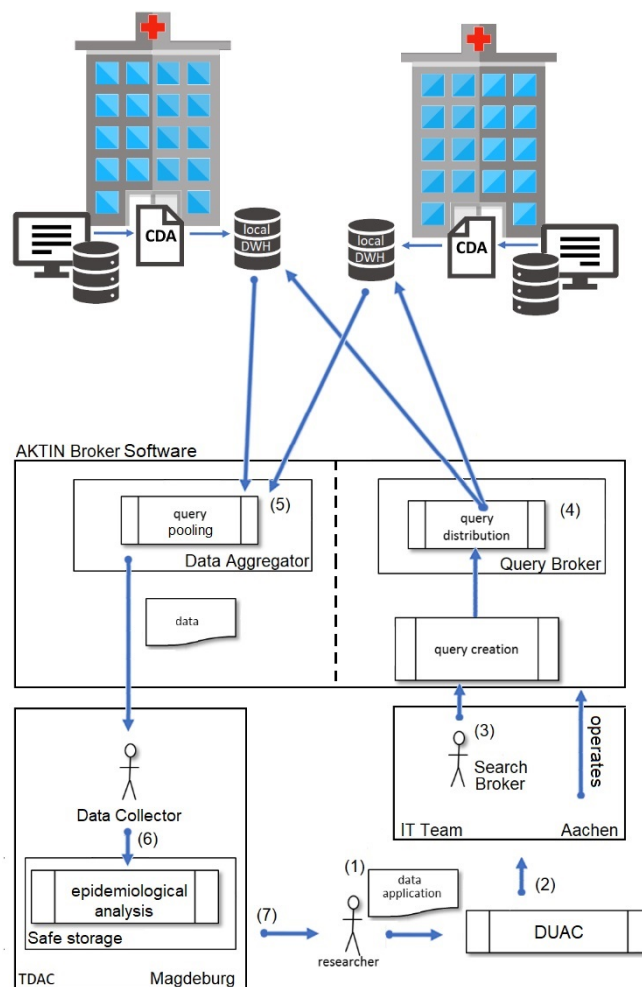 CDA
local
DWH
local
DWH
CDA
AKTIN Broker Software
query
pooling
(5)
Data Aggregator
query
distribution
(4)
Query Broker
data
query creation
Data Collector
(6)
epidemiological
analysis
Safe storage
TDAC
Magdeburg
(3)
Search
Broker
operates
IT Team
Aachen
(7)
(1)
data
application
researcher
(2)
DUAC